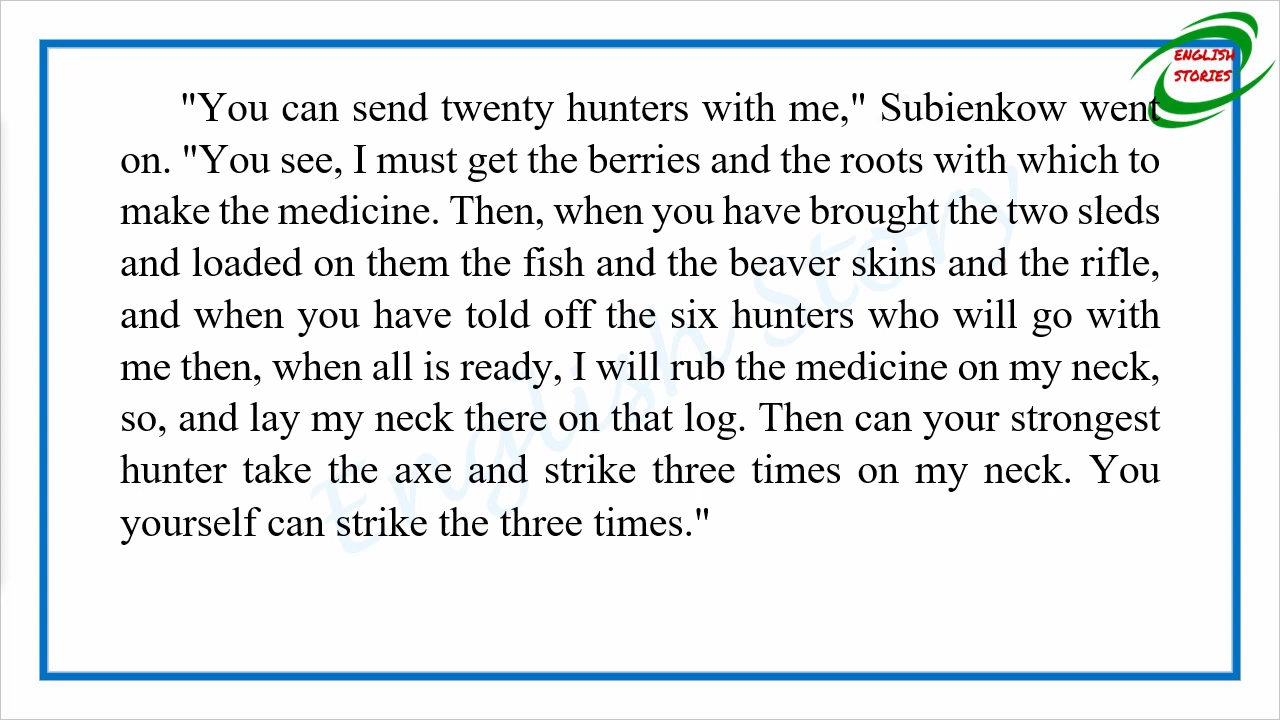 ENGLISH
STORIES
"You can send twenty hunters with me," Subienkow went
on. "You see, I must get the berries and the roots with which to
make the medicine. Then, when you have brought the two sleds
and loaded on them the fish and the beaver skins and the rifle,
and when you have told off the six hunters who will go with
me then, when all is ready, I will rub the medicine on my neck,
so, and lay my neck there on that log. Then can your strongest
hunter take the axe and strike three times on my neck. You
yourself can strike the three times."
English Story